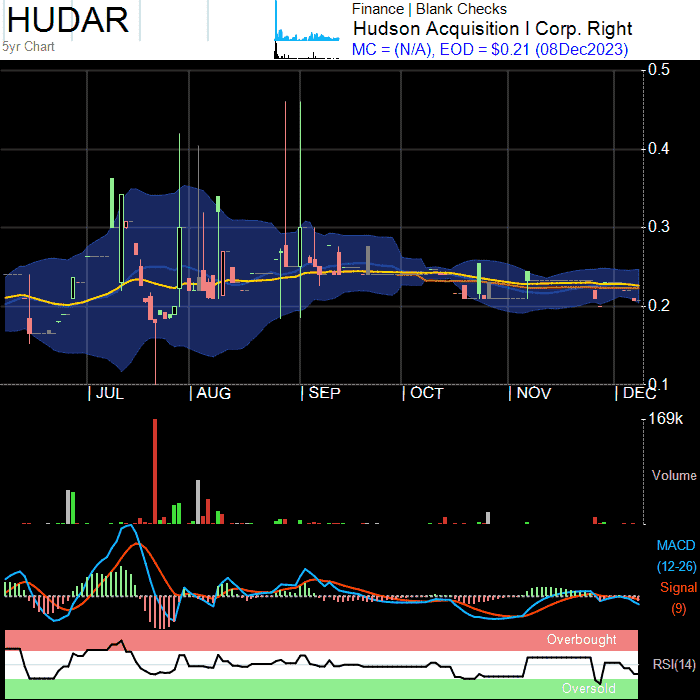 HUDAR
5yr Chart
Finance | Blank Checks
Hudson Acquisition I Corp. Right
MC = (N/A), EOD = $0.21 (08Dec2023)
0.5
0.4
0.3
0.2
0.1
| JUL | AUG | SEP | OCT | NOV | DEC
169k
Volume
MACD
(12-26)
Signal
(9)
Overbought
RSI(14)
Oversold